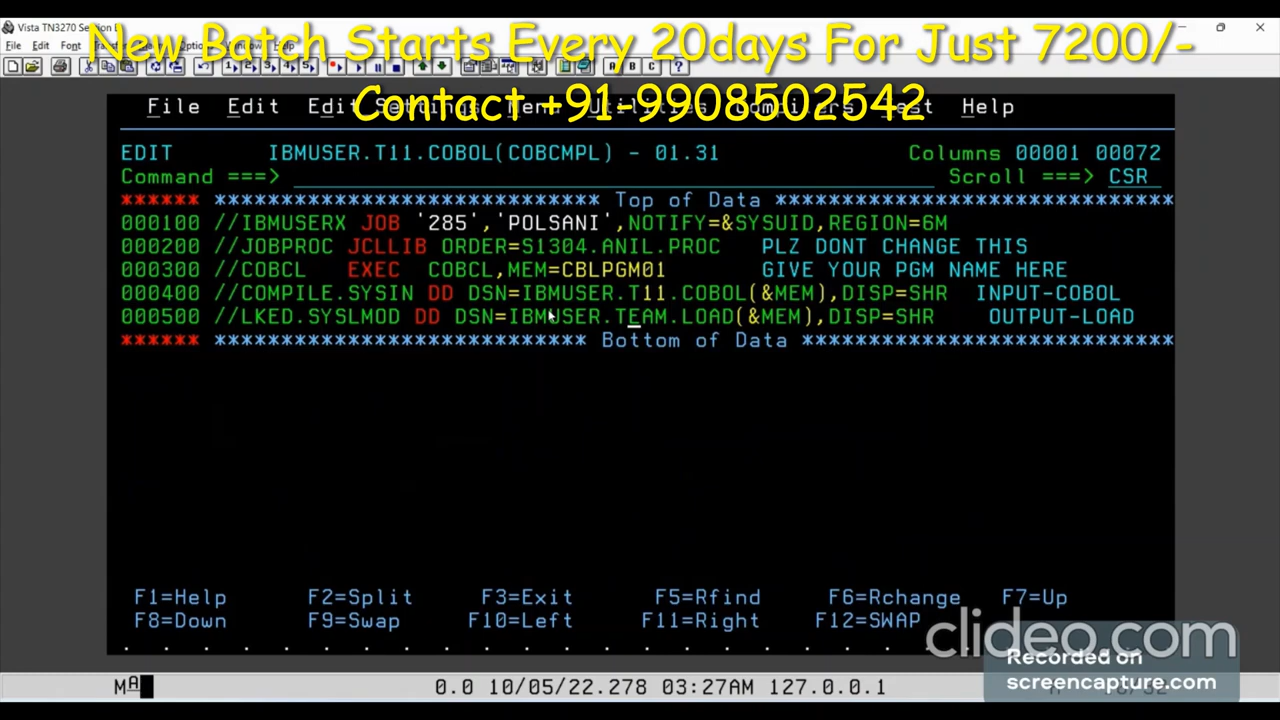 Vista TN3270 Session
New Batch Starts Every 20days For Just 7200/-
File Edit Font
Contact +91-9908502542
File Edit Edit Help
EDIT IBMUSER.T11.COBOL(COBCMPL) - 01.31 Columns 00001 00072
Command ===> Scroll ===> CSR
****** ***************************** Top of Data ****************************
000100 //IBMUSERX JOB '285','POLSANI',NOTIFY=&SYSUID,REGION=6M
000200 //JOBPROC JCLLIB ORDER=S1304.ANIL.PROC PLZ DONT CHANGE THIS
000300 //COBCL EXEC COBCL,MEM=CBLPGM01 GIVE YOUR PGM NAME HERE
000400 //COMPILE.SYSIN DD DSN=IBMUSER.T11.COBOL(&MEM),DISP=SHR INPUT-COBOL
000500 //LKED.SYSLMOD DD DSN=IBMUSER.TEAM.LOAD(&MEM),DISP=SHR OUTPUT-LOAD
****** **************************** Bottom of Data ****************************
F1=Help F2=Split F3=Exit F5=Rfind F6=Rchange F7=Up
F8=Down F9=Swap F10=Left F11=Right F12=SWAP
clideo.com
Recorded on
screencapture.com
MA 0.0 10/05/22.278 03:27AM 127.0.0.1